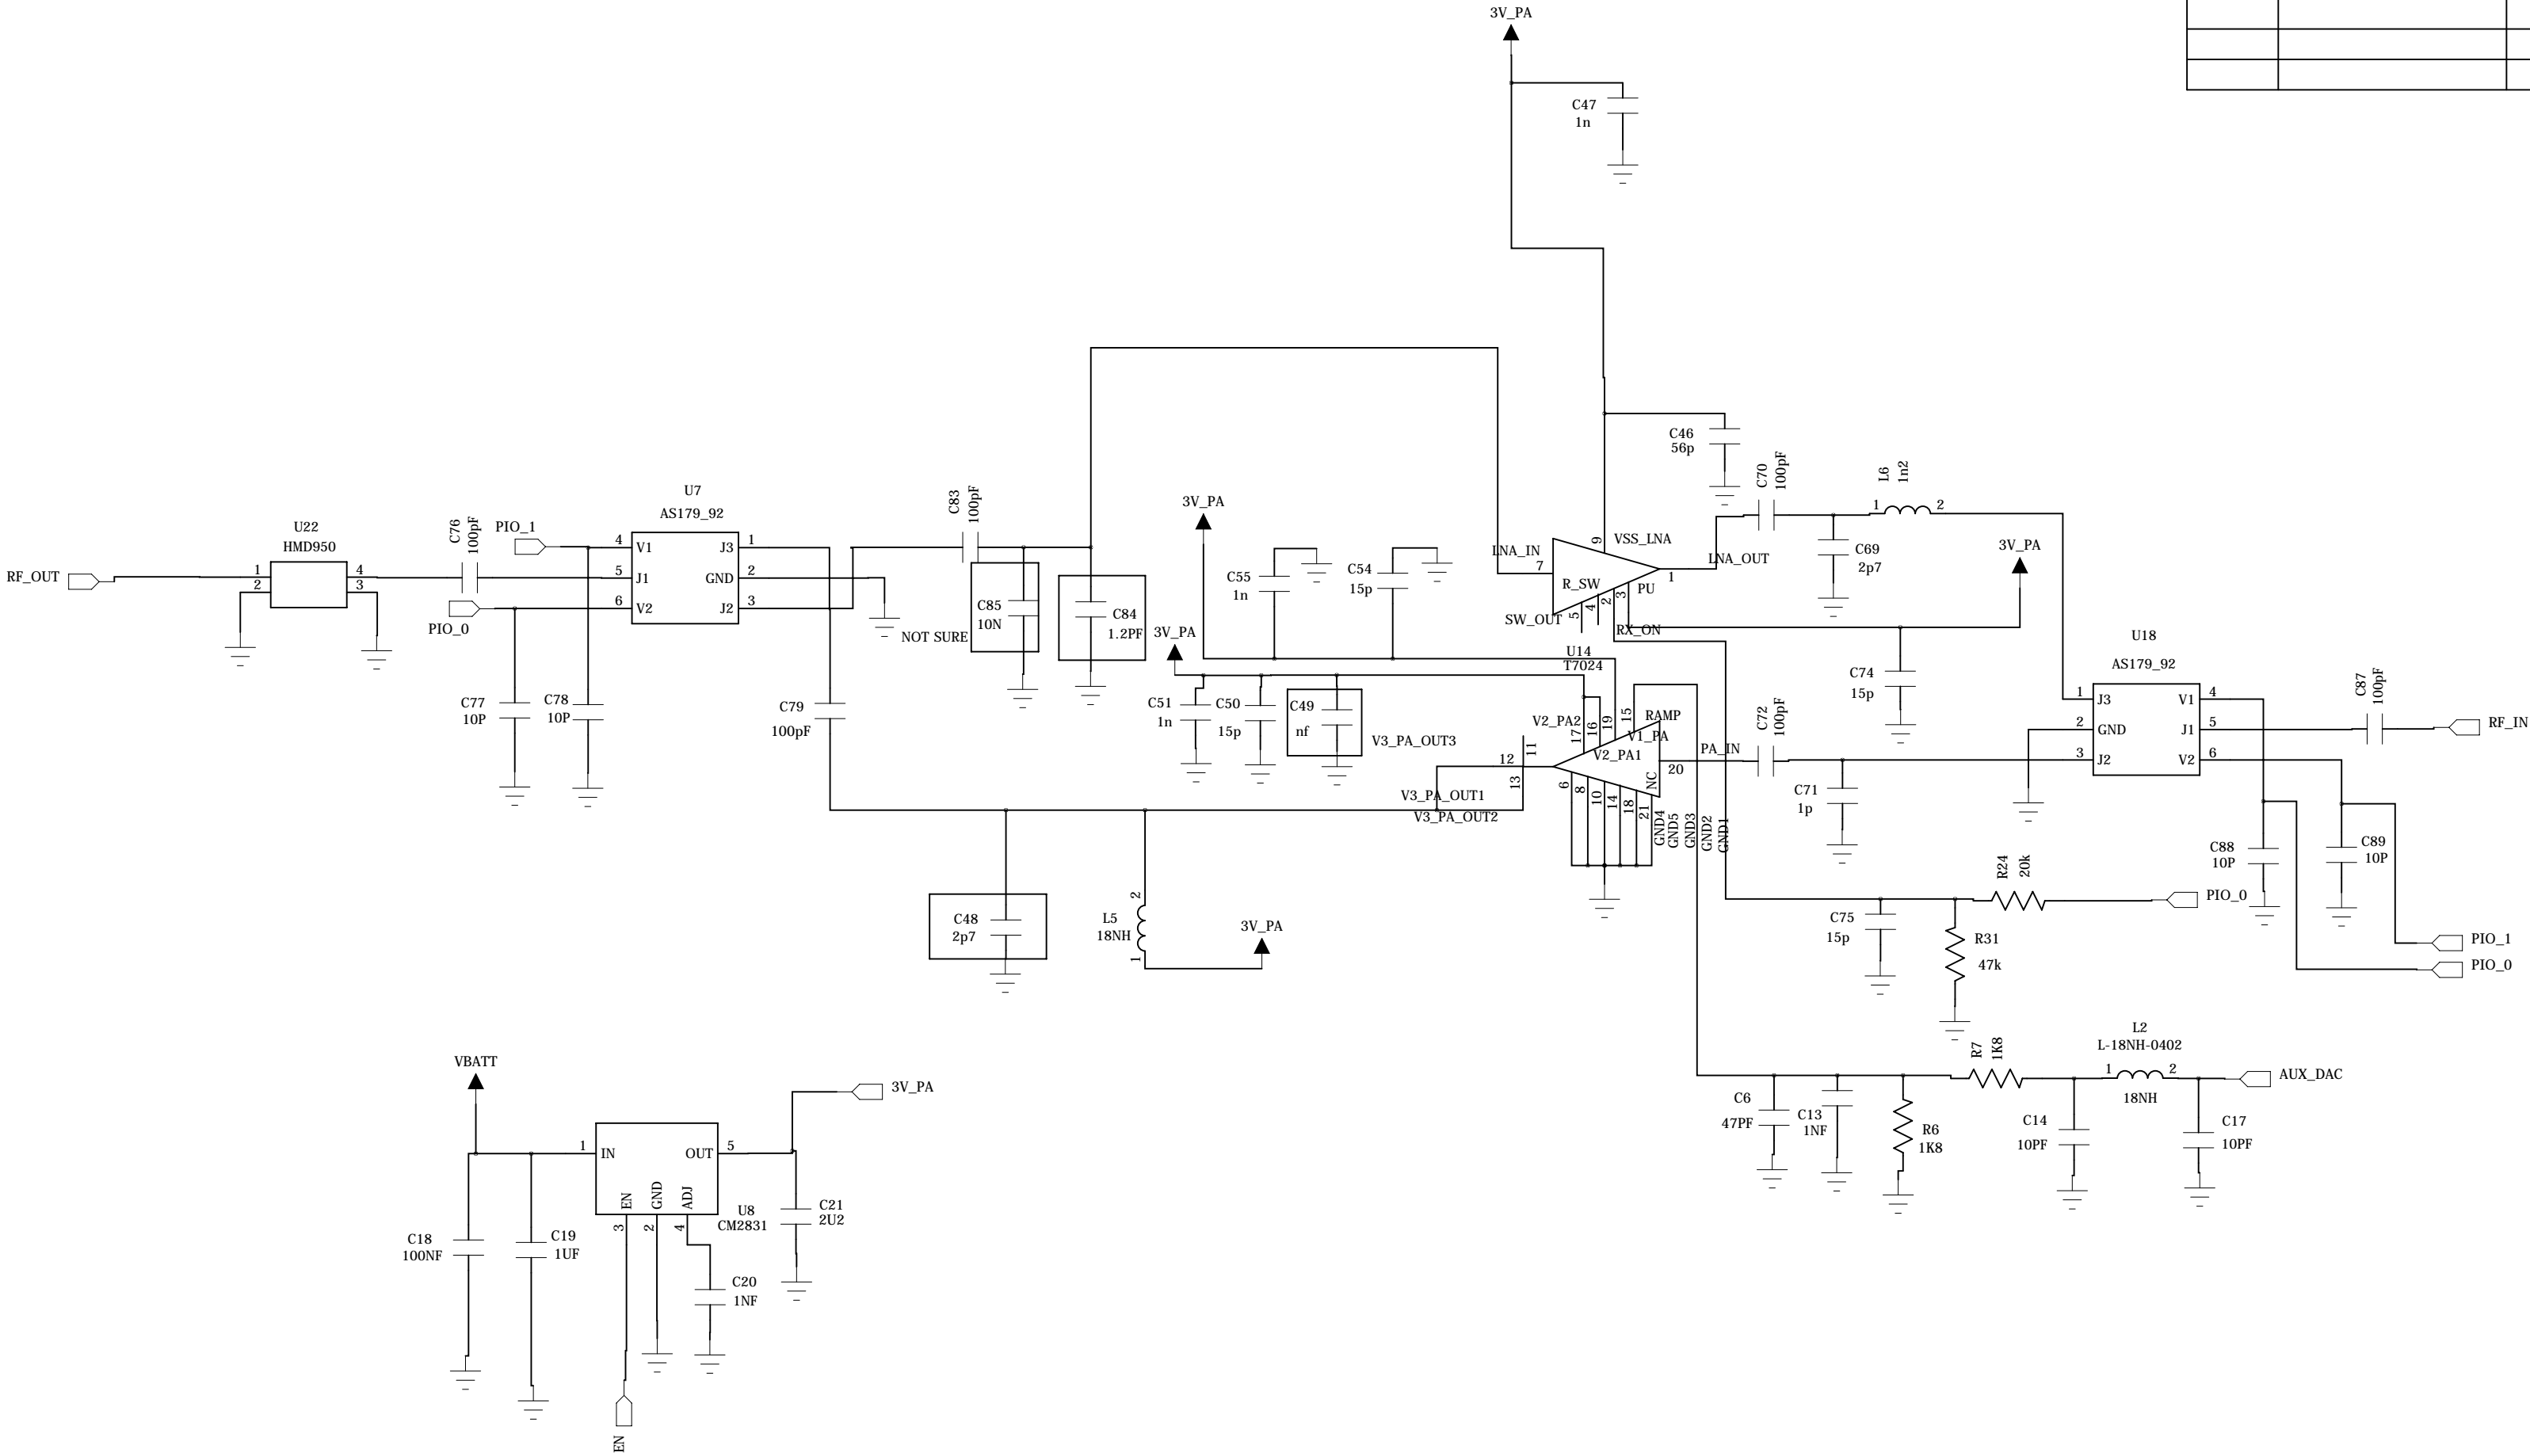 3V_PA
C47
1n
C46
56p
C70
100pF
L6
1n2
1
2
U7
AS179_92
C83
100pF
3V_PA
U22
HMD950
C76
100pF
PIO_1
4
V1
J3
1
RF_OUT
1
2
4
3
5
J1
GND
2
6
V2
J2
3
PIO_0
C85
10N
NOT SURE
C84
1.2PF
C55
1n
C54
15p
LNA_IN
7
9
VSS_LNA
R_SW
PU
1
LNA_OUT
SW_OUT
5
4
2
3
RX_ON
C69
2p7
3V_PA
3V_PA
U14
T7024
U18
AS179_92
C77
10P
C78
10P
C79
100pF
C51
1n
C50
15p
C49
nf
V3_PA_OUT3
V2_PA2
17
16
19
15
RAMP
V1_PA
V2_PA1
PA_IN
20
NC
11
12
13
V3_PA_OUT1
V3_PA_OUT2
6
8
10
14
18
21
GND4
GND5
GND3
GND2
GND1
C72
100pF
C74
15p
C71
1p
1
J3
V1
4
2
GND
J1
5
3
J2
V2
6
C87
100pF
RF_IN
C88
10P
C89
10P
R24
20k
PIO_0
C75
15p
R31
47k
PIO_1
PIO_0
C48
2p7
L5
18NH
2
1
3V_PA
VBATT
3V_PA
1
IN
OUT
5
EN
GND
ADJ
3
2
4
U8
CM2831
C21
2U2
C18
100NF
C19
1UF
C20
1NF
EN
R7
1K8
L2
L-18NH-0402
1
2
18NH
AUX_DAC
C6
47PF
C13
1NF
R6
1K8
C14
10PF
C17
10PF